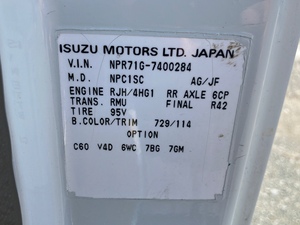 ISUZU MOTORS LTD. JAPAN
V.I.N. NPR71G-7400284
M.D. NPC1SC AG/JF
ENGINE RJH/4HG1 RR AXLE 6CP
TRANS. RMU FINAL R42
TIRE 95V
B.COLOR/TRIM 729/114
OPTION
C60 V4D 6WC 7BG 7GM